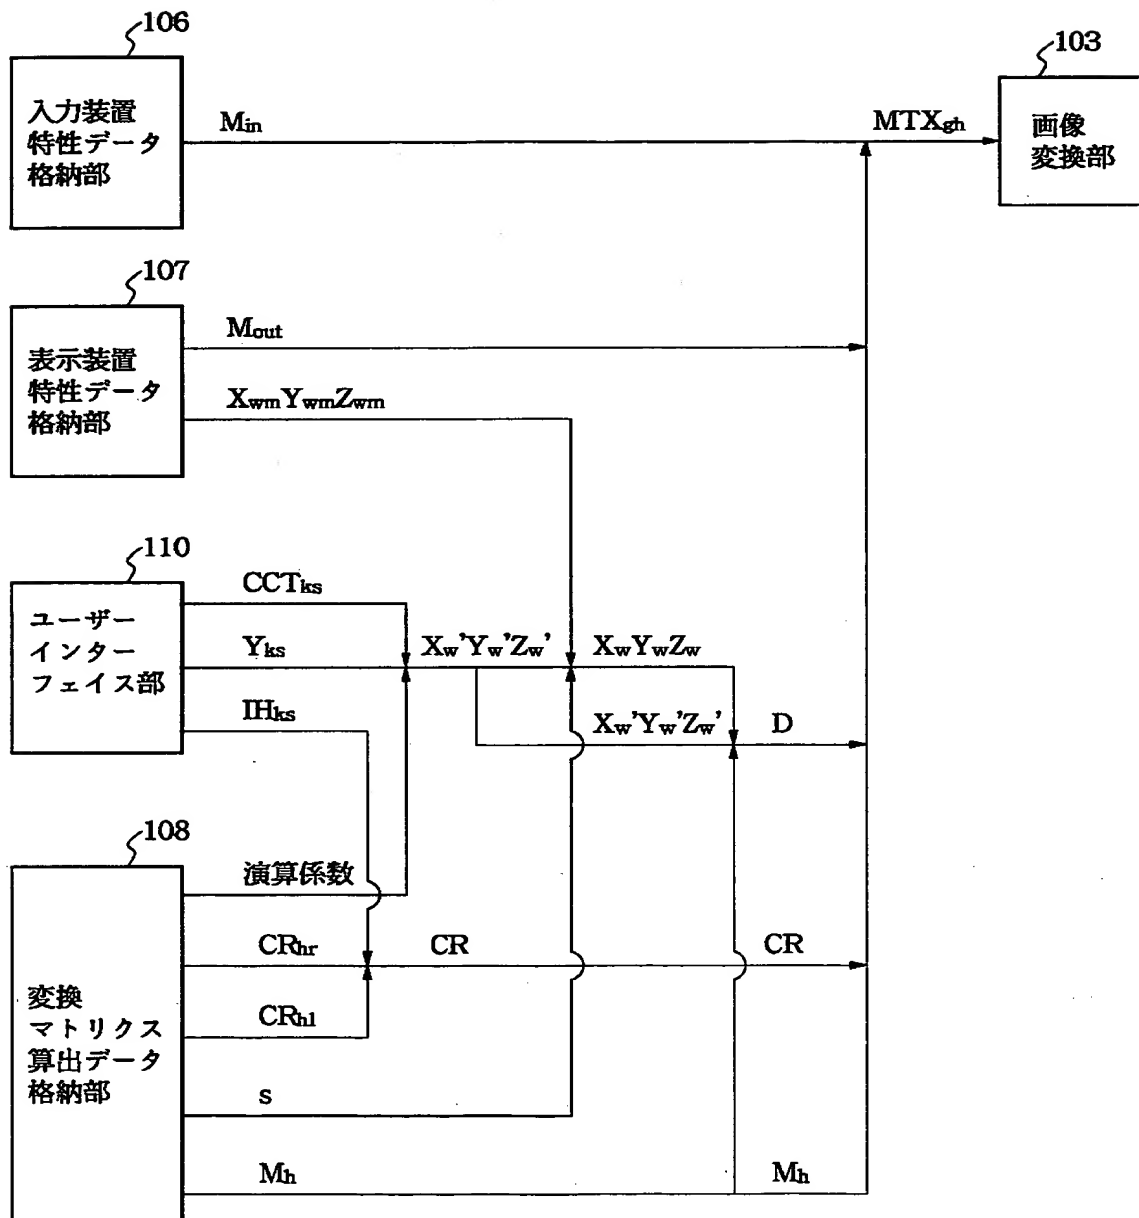 106
入力装置
特性データ
格納部
Min
MTXgh
103
画像
変換部
107
表示装置
特性データ
格納部
Mout
XwmYwmZwm
110
ユーザー
インター
フェイス部
CCTks
Yks
Xw'Yw'Zw'
XwYwZw
IHks
Xw'Yw'Zw'
D
108
変換
マトリクス
算出データ
格納部
演算係数
CRhr
CR
CR
CRhl
s
Mh
Mh